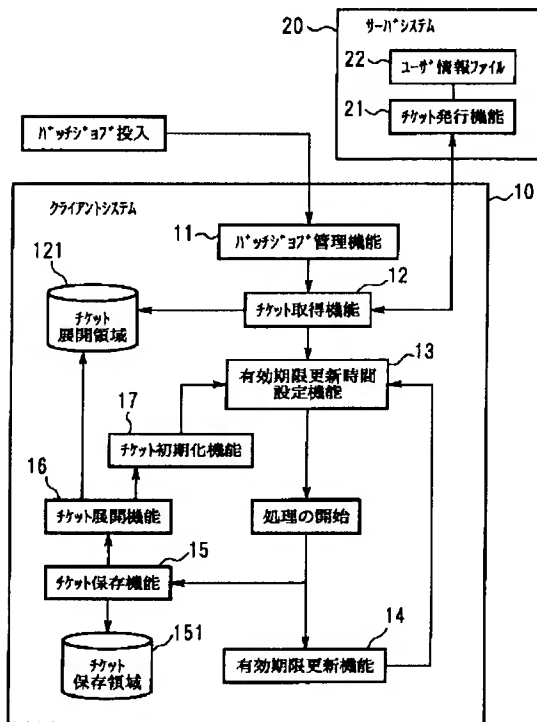 20
サーバシステム
22
ユーザ情報ファイル
21
チケット発行機能
バッチジョブ投入
10
クライアントシステム
11
バッチジョブ管理機能
121
12
チケット
展開領域
チケット取得機能
13
有効期限更新時間
設定機能
17
チケット初期化機能
16
チケット展開機能
処理の開始
15
チケット保存機能
14
151
チケット
保存領域
有効期限更新機能